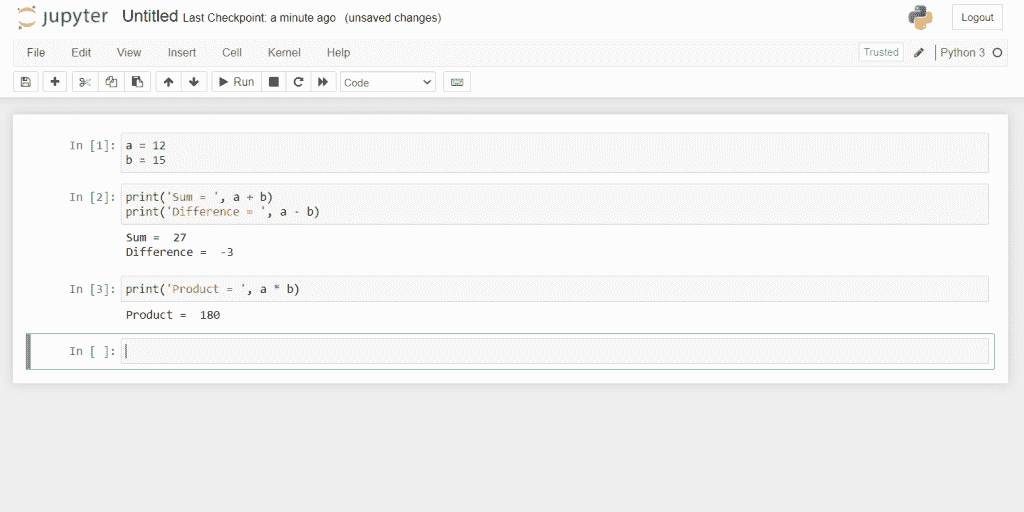 jupyter Untitled Last Checkpoint: a minute ago (unsaved changes)
Logout
File Edit View Insert Cell Kernel Help
Trusted Python 3
Run Code
In [1]: a = 12
b = 15
In [2]: print('Sum = ', a + b)
print('Difference = ', a - b)
Sum =  27
Difference =  -3
In [3]: print('Product = ', a * b)
Product =  180
In [ ]: